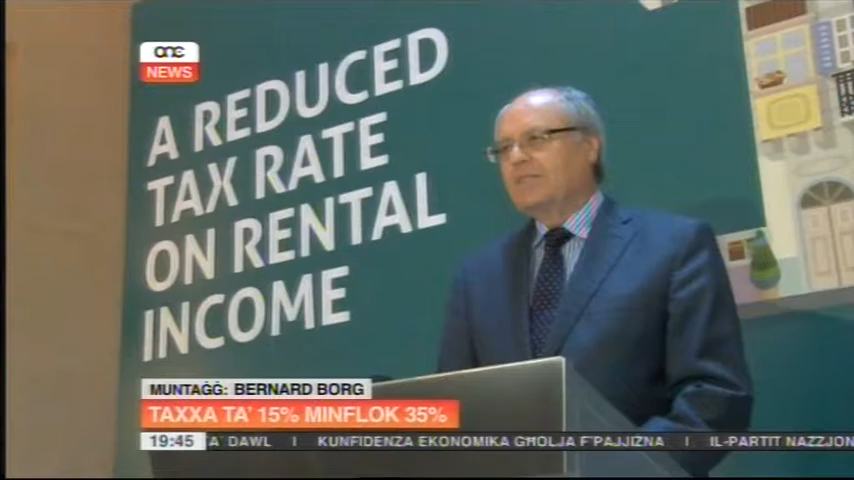 one
NEWS
A REDUCED
TAX RATE
ON RENTAL
INCOME
MUNTAĠĠ: BERNARD BORG
TAXXA TA' 15% MINFLOK 35%
19:45 TA' DAWL I KUNFIDENZA EKONOMIKA GĦOLJA F'PAJJIŻNA I IL-PARTIT NAZZJON